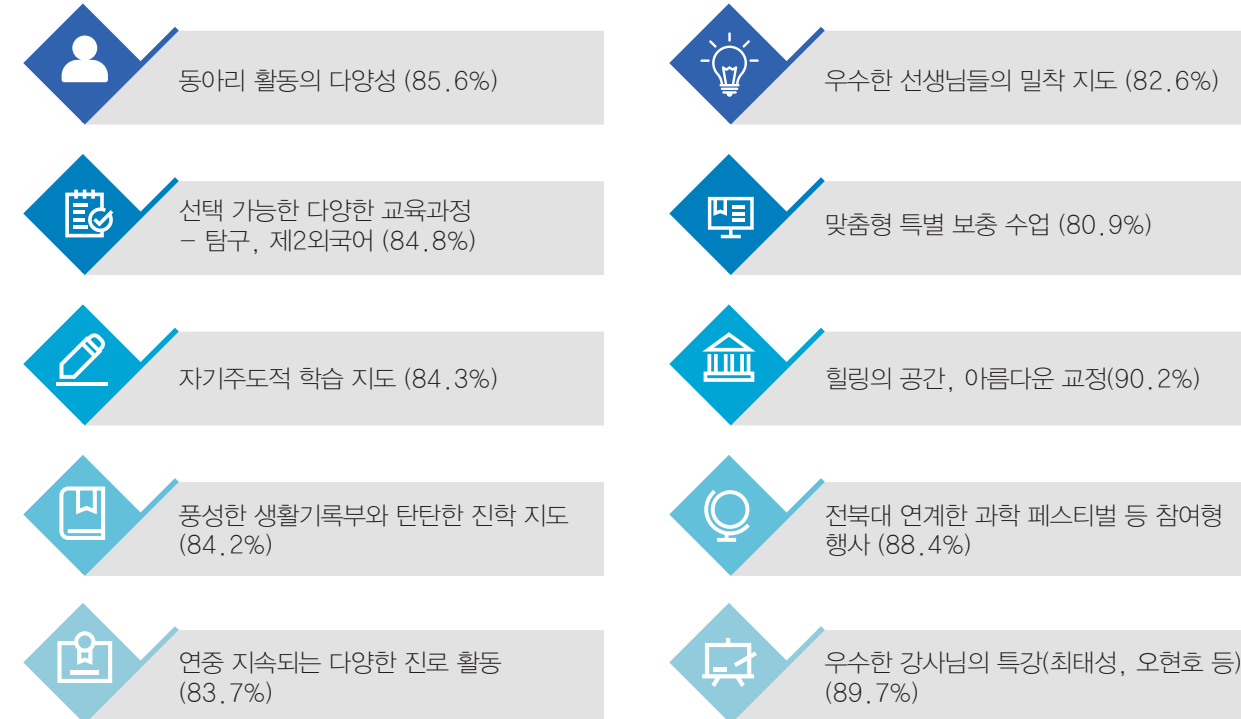 동아리 활동의 다양성 (85.6%)
선택 가능한 다양한 교육과정
- 탐구, 제2외국어 (84.8%)
자기주도적 학습 지도 (84.3%)
풍성한 생활기록부와 탄탄한 진학 지도
(84.2%)
연중 지속되는 다양한 진로 활동
(83.7%)
우수한 선생님들의 밀착 지도 (82.6%)
맞춤형 특별 보충 수업 (80.9%)
힐링의 공간, 아름다운 교정(90.2%)
전북대 연계한 과학 페스티벌 등 참여형
행사 (88.4%)
우수한 강사님의 특강(최태성, 오현호 등)
(89.7%)